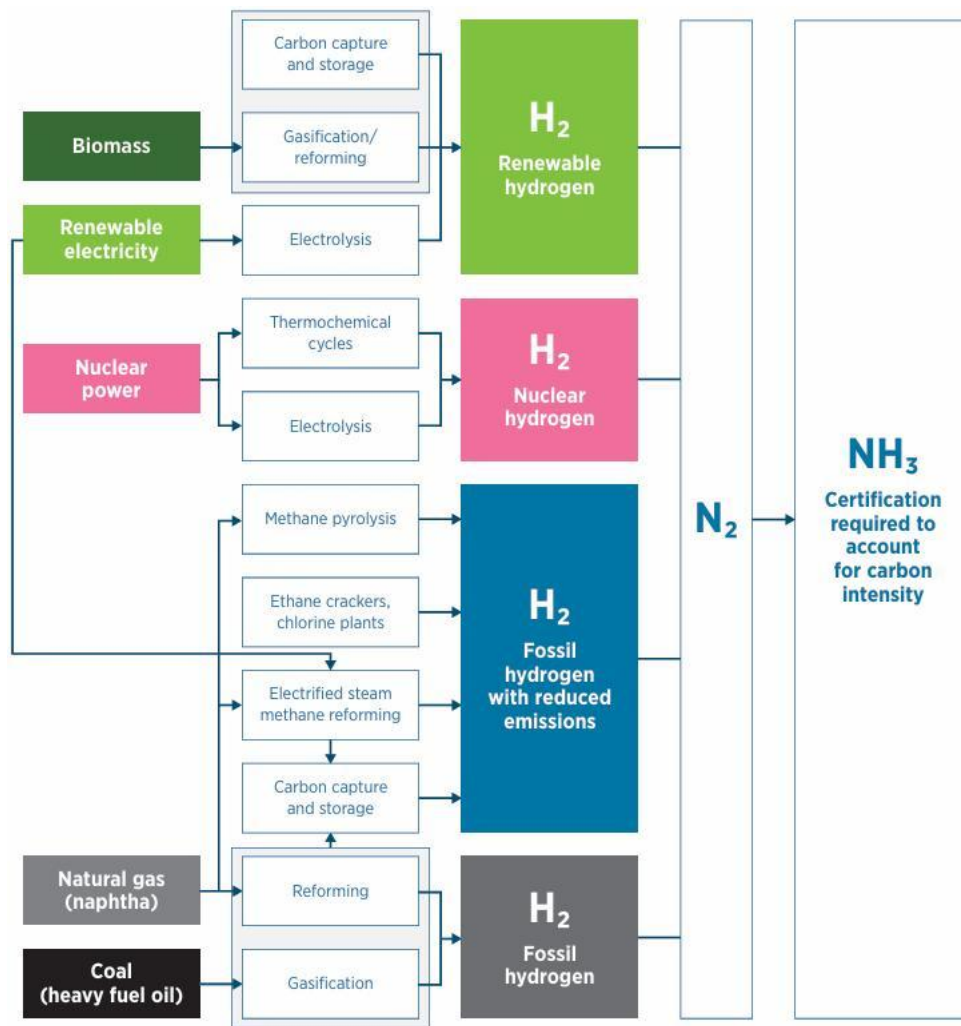 Carbon capture
and storage
Biomass
Gasification/
reforming
H₂
Renewable
hydrogen
Renewable
electricity
Electrolysis
Nuclear
power
Thermochemical
cycles
Electrolysis
H₂
Nuclear
hydrogen
Methane pyrolysis
Ethane crackers,
chlorine plants
Electrified steam
methane reforming
Carbon capture
and storage
H₂
Fossil
hydrogen
with reduced
emissions
Natural gas
(naphtha)
Reforming
Coal
(heavy fuel oil)
Gasification
H₂
Fossil
hydrogen
N₂
NH₃
Certification
required to
account
for carbon
intensity